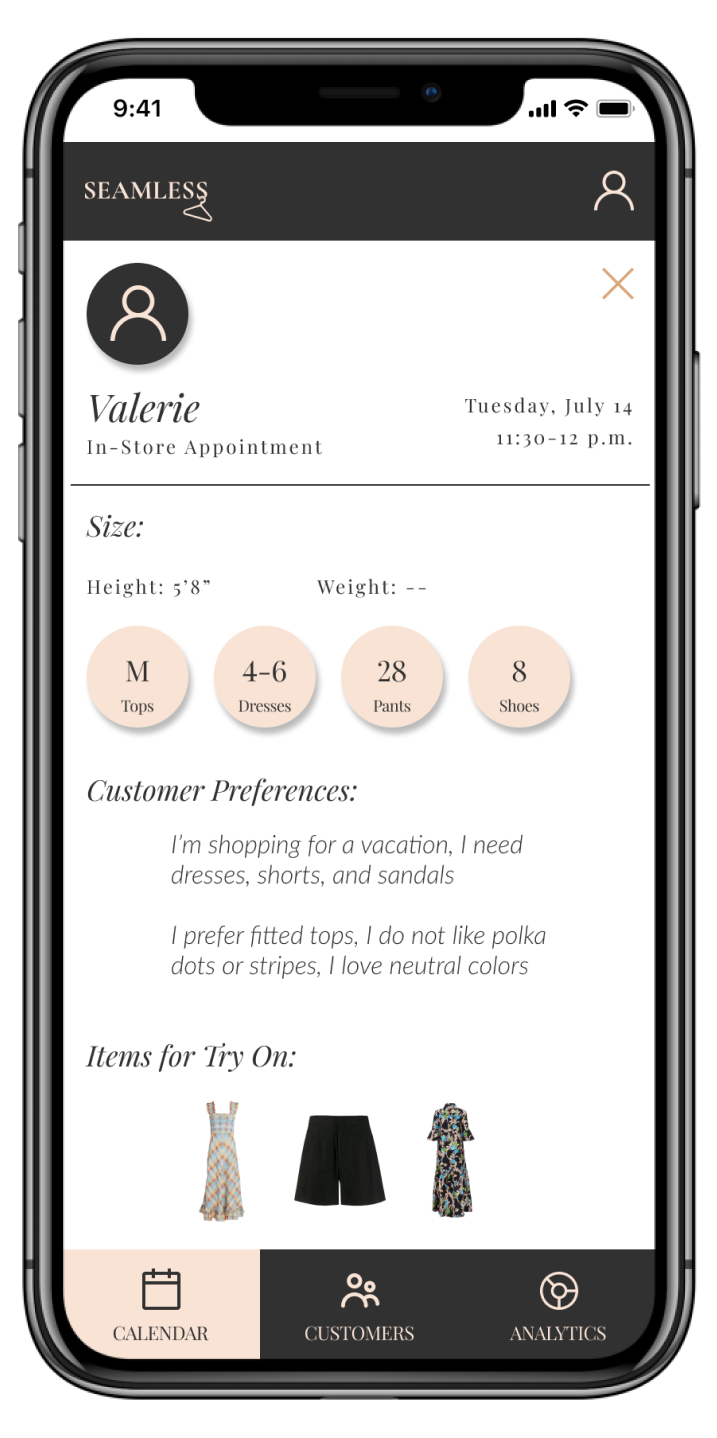 9:41
SEAMLESS
Valerie
In-Store Appointment
Tuesday, July 14
11:30-12 p.m.
Size:
Height: 5’8”
Weight: --
M
Tops
4-6
Dresses
28
Pants
8
Shoes
Customer Preferences:
I’m shopping for a vacation, I need
dresses, shorts, and sandals
I prefer fitted tops, I do not like polka
dots or stripes, I love neutral colors
Items for Try On:
CALENDAR
CUSTOMERS
ANALYTICS